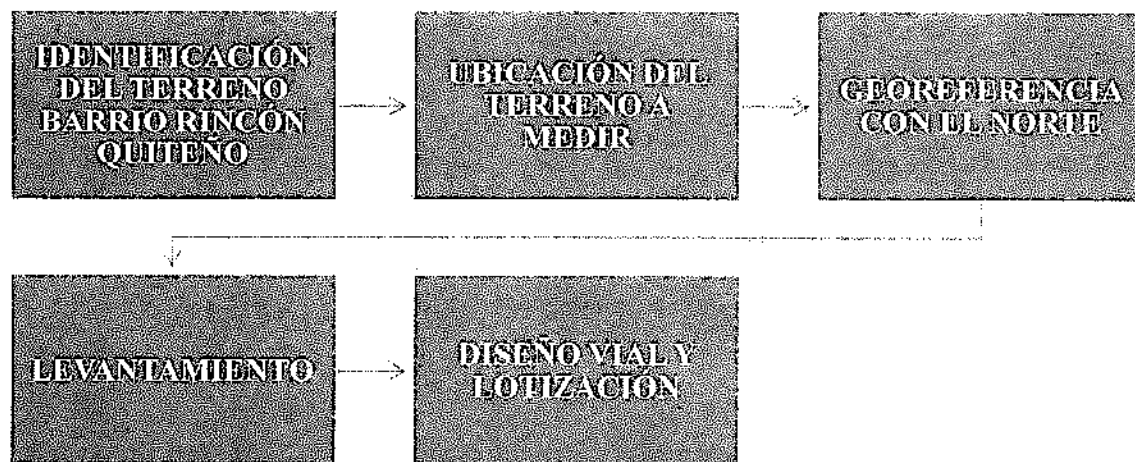 IDENTIFICACIÓN
DEL TERRENO
BARRIO RINCÓN
QUITEÑO
UBICACIÓN DEL
TERRENO A
MEDIR
GEOREFERENCIA
CON EL NORTE
LEVANTAMIENTO
DISEÑO VIAL Y
LOTIZACIÓN